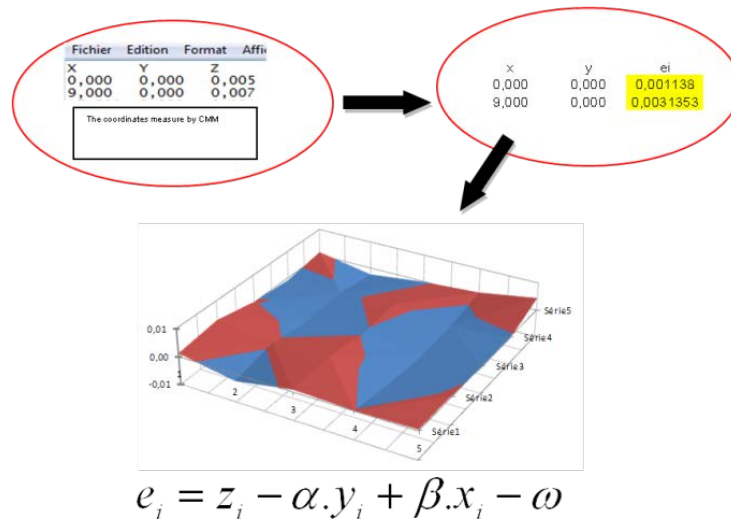 Fichier Edition Format Affic
X Y Z
0,000 0,000 0,005
9,000 0,000 0,007
The coordinates measure by CMM
x y ei
0,000 0,000 0,001138
9,000 0,000 0,0031353
0,01
0,00
-0,01
1
2
3
4
5
Série5
Série4
Série3
Série2
Série1
e_i = z_i − α.y_i + β.x_i − ω